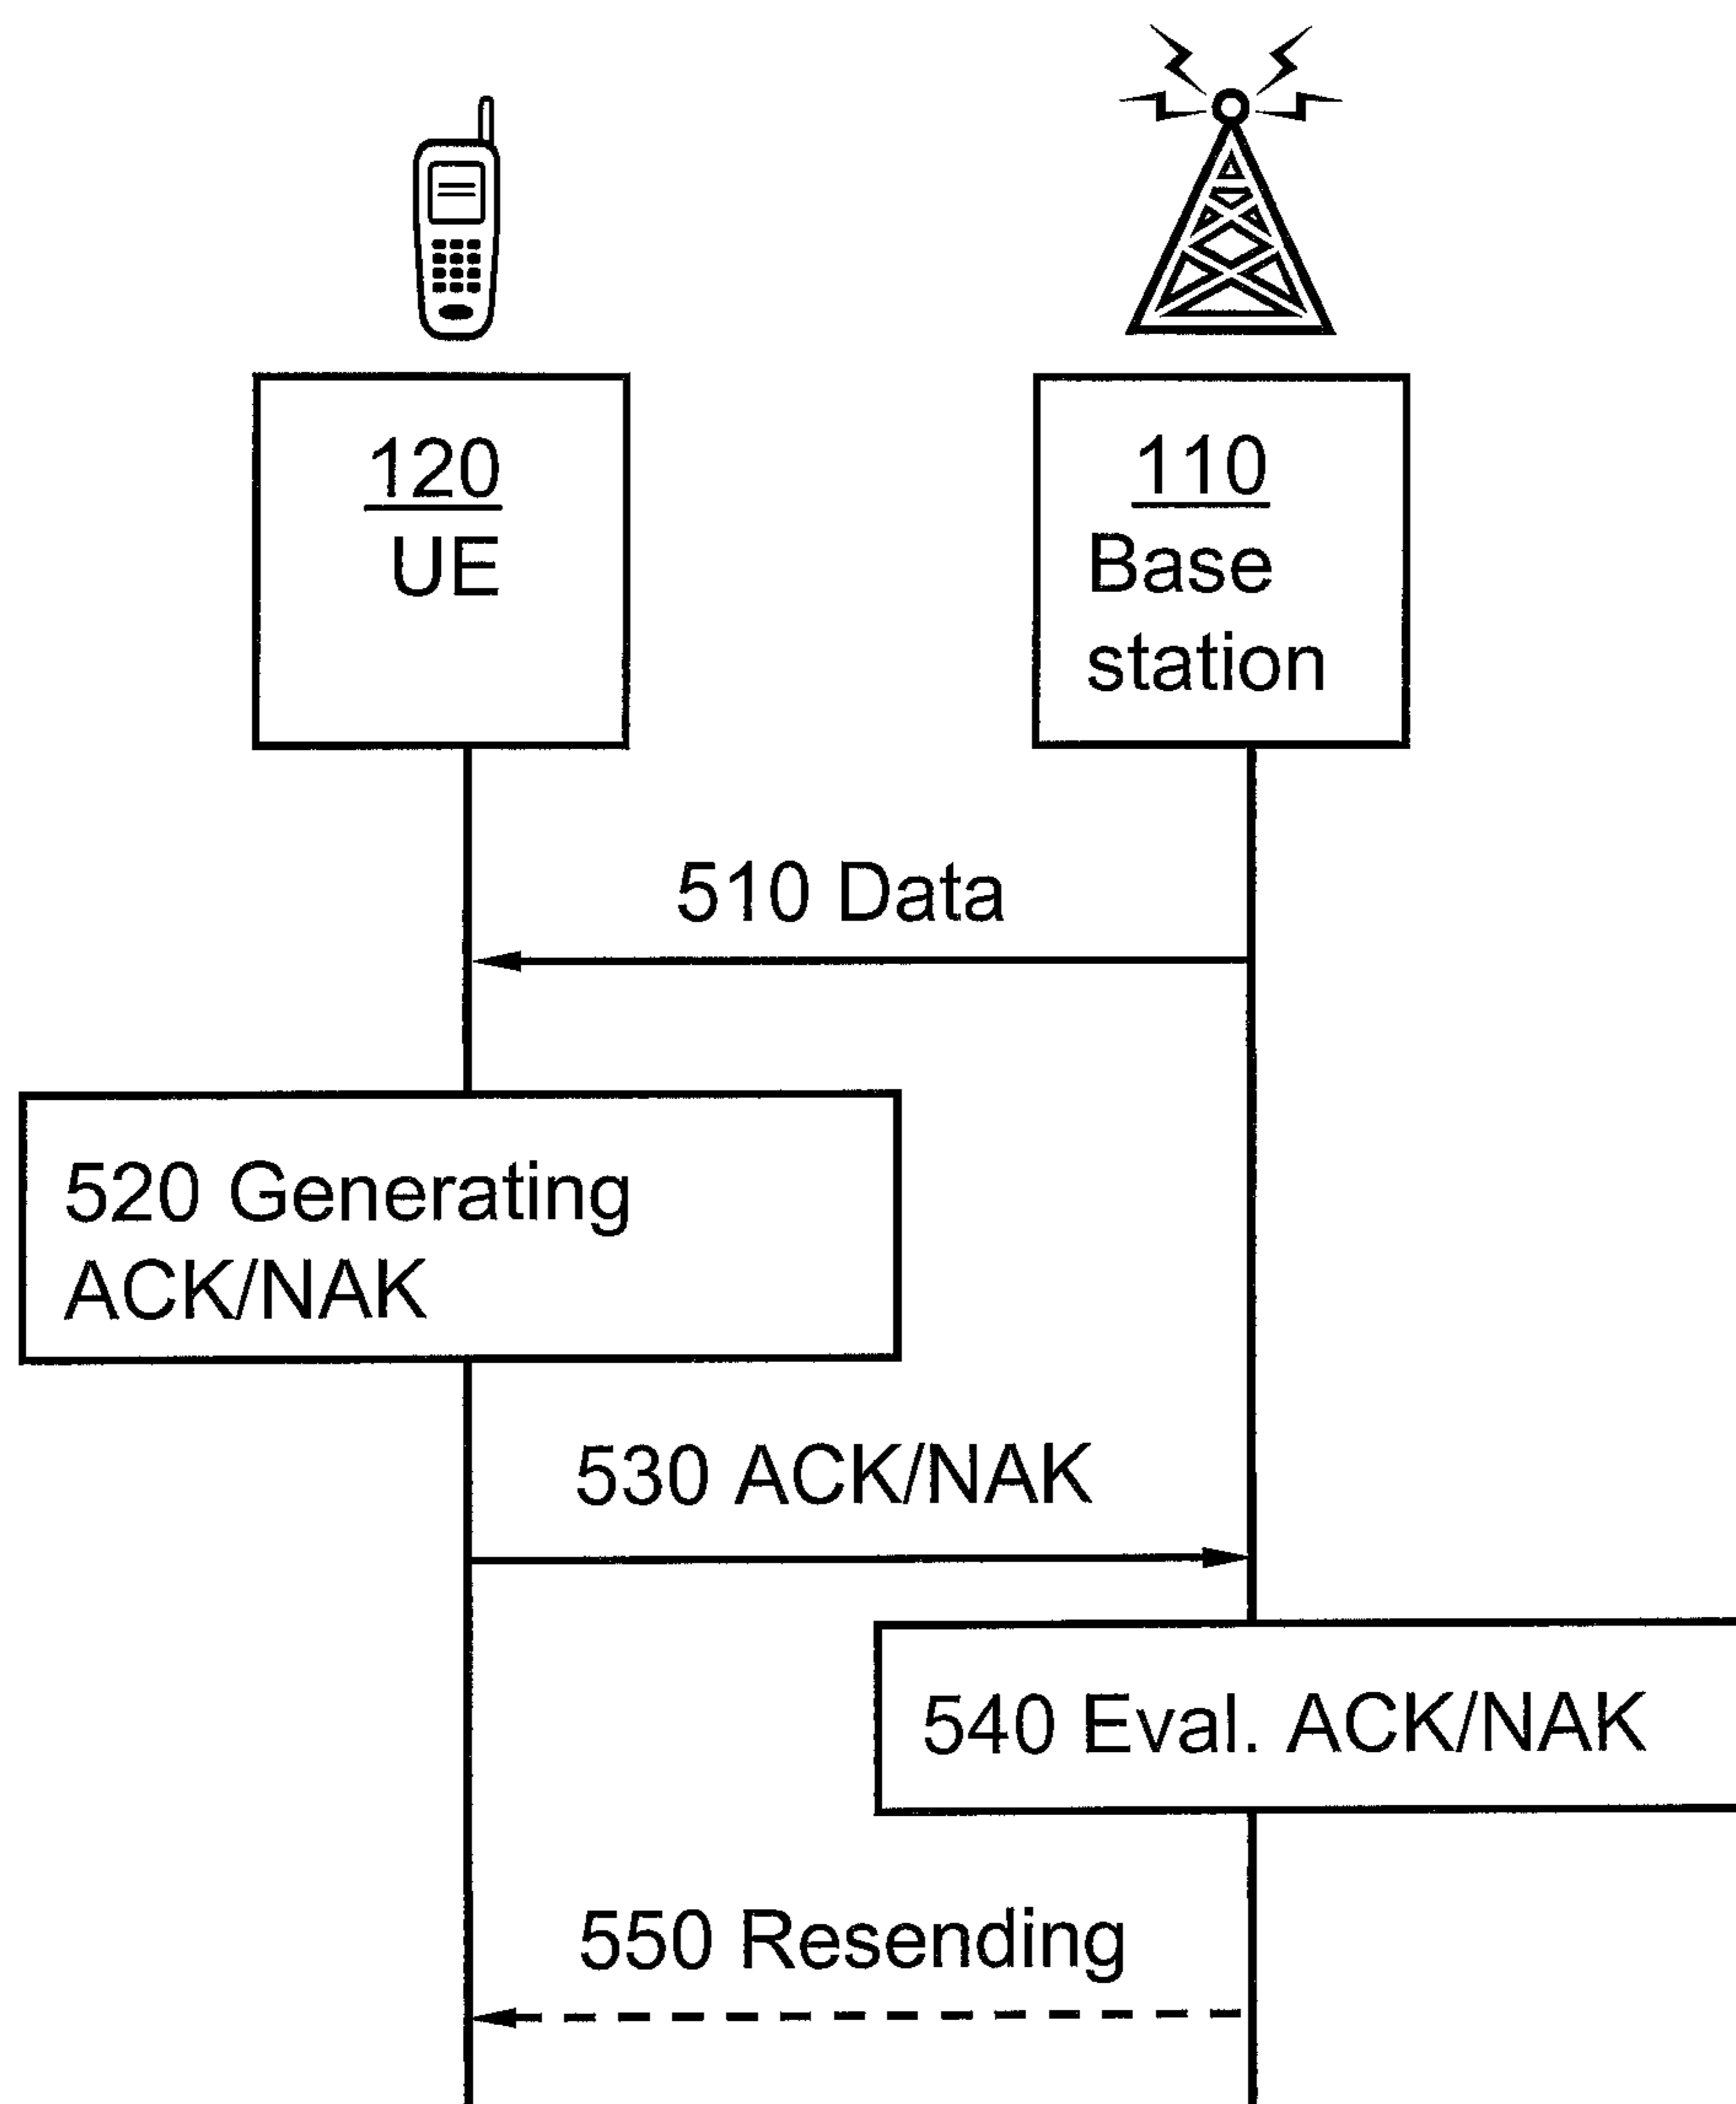 120
UE
110
Base
station
510 Data
520 Generating
ACK/NAK
530 ACK/NAK
540 Eval. ACK/NAK
550 Resending